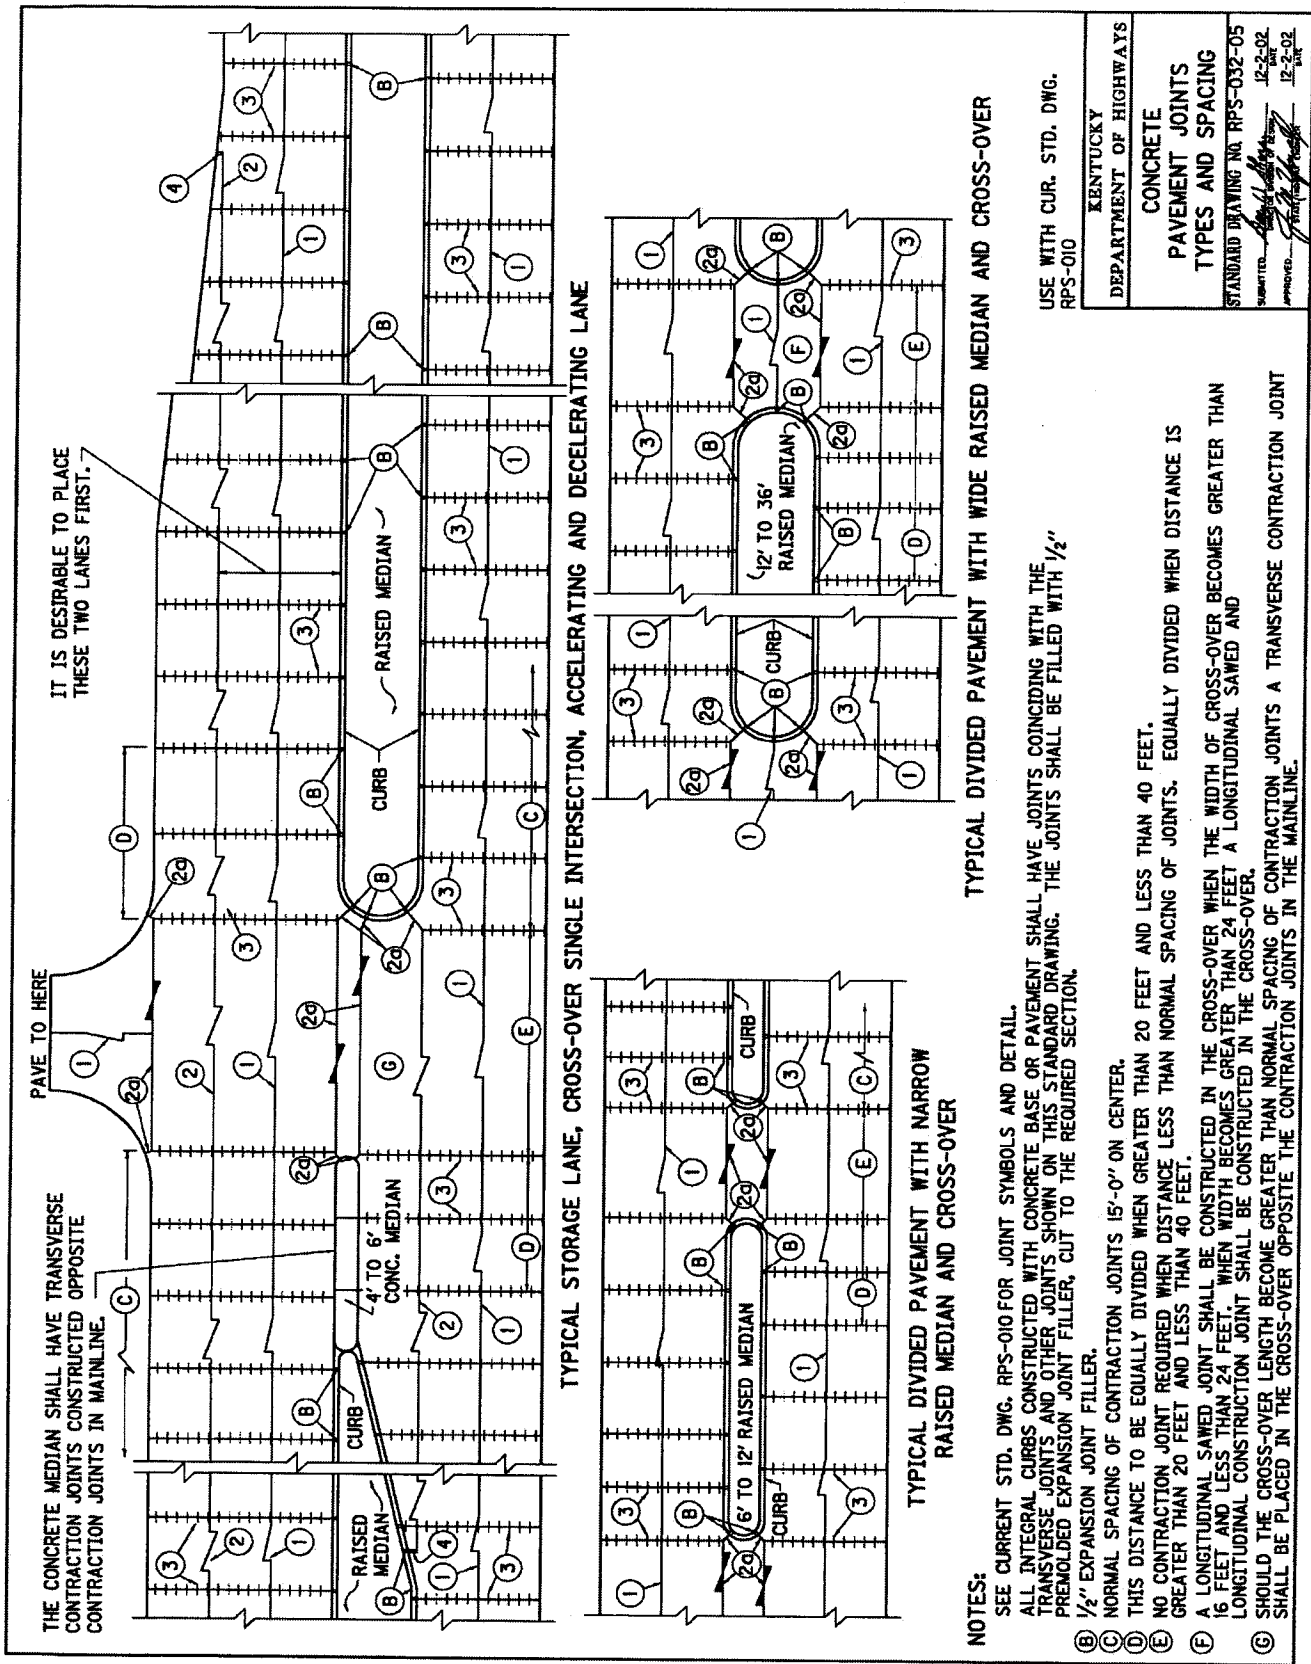 THE CONCRETE MEDIAN SHALL HAVE TRANSVERSE
CONTRACTION JOINTS CONSTRUCTED OPPOSITE
CONTRACTION JOINTS IN MAINLINE.
PAVE TO HERE
IT IS DESIRABLE TO PLACE
THESE TWO LANES FIRST.
C
D
3
2
1
B
CURB
RAISED
MEDIAN
4
4' TO 6'
CONC. MEDIAN
2a
G
E
RAISED MEDIAN
TYPICAL STORAGE LANE, CROSS-OVER SINGLE INTERSECTION, ACCELERATING AND DECELERATING LANE
6' TO 12' RAISED MEDIAN
CURB
CURB
TYPICAL DIVIDED PAVEMENT WITH NARROW
RAISED MEDIAN AND CROSS-OVER
CURB
12' TO 36'
RAISED MEDIAN
F
TYPICAL DIVIDED PAVEMENT WITH WIDE RAISED MEDIAN AND CROSS-OVER
NOTES:
SEE CURRENT STD. DWG. RPS-010 FOR JOINT SYMBOLS AND DETAIL.
ALL INTEGRAL CURBS CONSTRUCTED WITH CONCRETE BASE OR PAVEMENT SHALL HAVE JOINTS COINCIDING WITH THE
TRANSVERSE JOINTS AND OTHER JOINTS SHOWN ON THIS STANDARD DRAWING. THE JOINTS SHALL BE FILLED WITH 1/2"
PREMOLDED EXPANSION JOINT FILLER, CUT TO THE REQUIRED SECTION.
B 1/2" EXPANSION JOINT FILLER.
C NORMAL SPACING OF CONTRACTION JOINTS 15'-0" ON CENTER.
D THIS DISTANCE TO BE EQUALLY DIVIDED WHEN GREATER THAN 20 FEET AND LESS THAN 40 FEET.
E NO CONTRACTION JOINT REQUIRED WHEN DISTANCE LESS THAN NORMAL SPACING OF JOINTS. EQUALLY DIVIDED WHEN DISTANCE IS
GREATER THAN 20 FEET AND LESS THAN 40 FEET.
F A LONGITUDINAL SAWED JOINT SHALL BE CONSTRUCTED IN THE CROSS-OVER WHEN THE WIDTH OF CROSS-OVER BECOMES GREATER THAN
16 FEET AND LESS THAN 24 FEET. WHEN WIDTH BECOMES GREATER THAN 24 FEET A LONGITUDINAL SAWED AND
LONGITUDINAL CONSTRUCTION JOINT SHALL BE CONSTRUCTED IN THE CROSS-OVER.
G SHOULD THE CROSS-OVER LENGTH BECOME GREATER THAN NORMAL SPACING OF CONTRACTION JOINTS A TRANSVERSE CONTRACTION JOINT
SHALL BE PLACED IN THE CROSS-OVER OPPOSITE THE CONTRACTION JOINTS IN THE MAINLINE.
USE WITH CUR. STD. DWG.
RPS-010
KENTUCKY
DEPARTMENT OF HIGHWAYS
CONCRETE
PAVEMENT JOINTS
TYPES AND SPACING
STANDARD DRAWING NO. RPS-032-05
SUBMITTED 12-2-02
DATE
APPROVED 12-2-02
DATE